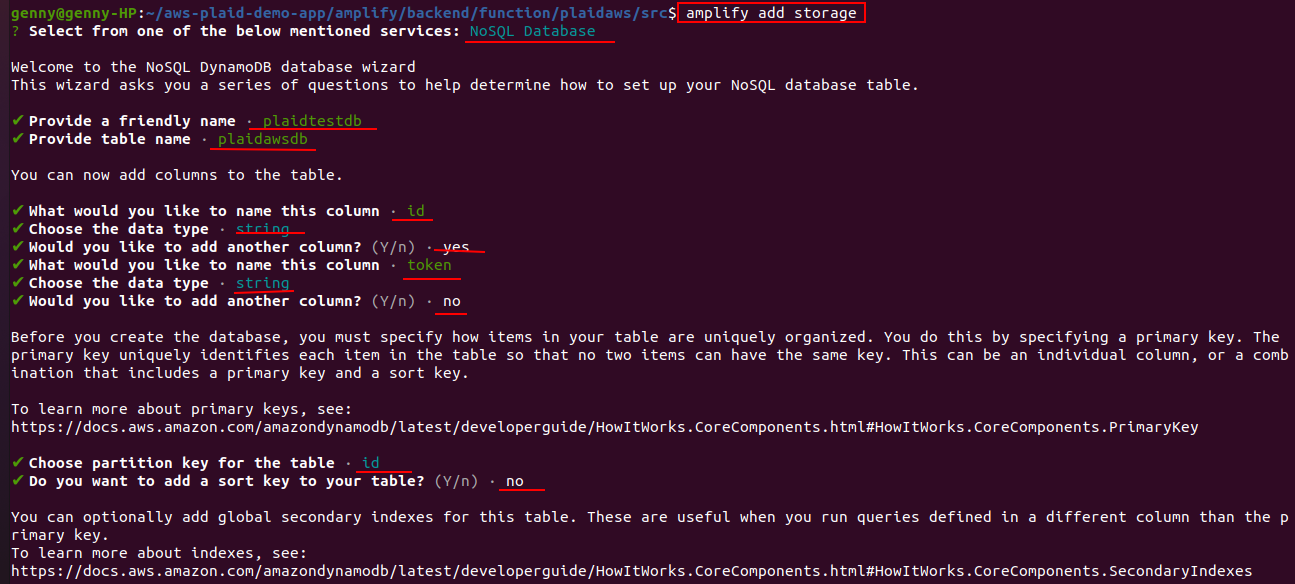 genny@genny-HP:~/aws-plaid-demo-app/amplify/backend/function/plaidaws/src$ amplify add storage
? Select from one of the below mentioned services: NoSQL Database
Welcome to the NoSQL DynamoDB database wizard
This wizard asks you a series of questions to help determine how to set up your NoSQL database table.
✔ Provide a friendly name · plaidtestdb
✔ Provide table name · plaidawsdb
You can now add columns to the table.
✔ What would you like to name this column · id
✔ Choose the data type · string
✔ Would you like to add another column? (Y/n) · yes
✔ What would you like to name this column · token
✔ Choose the data type · string
✔ Would you like to add another column? (Y/n) · no
Before you create the database, you must specify how items in your table are uniquely organized. You do this by specifying a primary key. The
primary key uniquely identifies each item in the table so that no two items can have the same key. This can be an individual column, or a comb
ination that includes a primary key and a sort key.
To learn more about primary keys, see:
https://docs.aws.amazon.com/amazondynamodb/latest/developerguide/HowItWorks.CoreComponents.html#HowItWorks.CoreComponents.PrimaryKey
✔ Choose partition key for the table · id
✔ Do you want to add a sort key to your table? (Y/n) · no
You can optionally add global secondary indexes for this table. These are useful when you run queries defined in a different column than the p
rimary key.
To learn more about indexes, see:
https://docs.aws.amazon.com/amazondynamodb/latest/developerguide/HowItWorks.CoreComponents.html#HowItWorks.CoreComponents.SecondaryIndexes